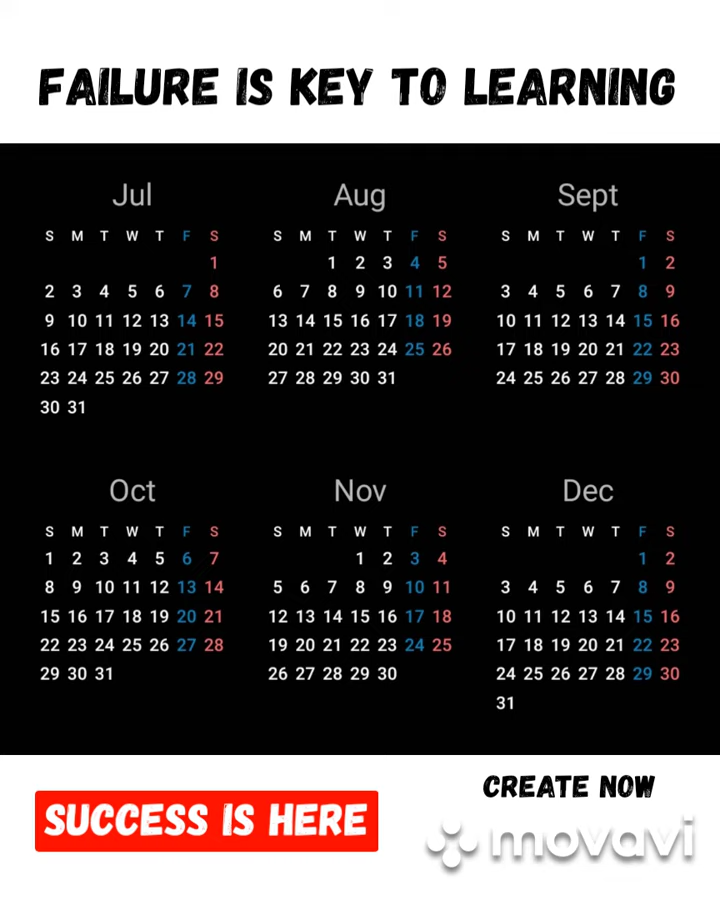 FAILURE IS KEY TO LEARNING
Jul Aug Sept
S M T W T F S S M T W T F S S M T W T F S
1 1 2 3 4 5 1 2
2 3 4 5 6 7 8 6 7 8 9 10 11 12 3 4 5 6 7 8 9
9 10 11 12 13 14 15 13 14 15 16 17 18 19 10 11 12 13 14 15 16
16 17 18 19 20 21 22 20 21 22 23 24 25 26 17 18 19 20 21 22 23
23 24 25 26 27 28 29 27 28 29 30 31 24 25 26 27 28 29 30
30 31
Oct Nov Dec
S M T W T F S S M T W T F S S M T W T F S
1 2 3 4 5 6 7 1 2 3 4 1 2
8 9 10 11 12 13 14 5 6 7 8 9 10 11 3 4 5 6 7 8 9
15 16 17 18 19 20 21 12 13 14 15 16 17 18 10 11 12 13 14 15 16
22 23 24 25 26 27 28 19 20 21 22 23 24 25 17 18 19 20 21 22 23
29 30 31 26 27 28 29 30 24 25 26 27 28 29 30
31
CREATE NOW
SUCCESS IS HERE
movavi